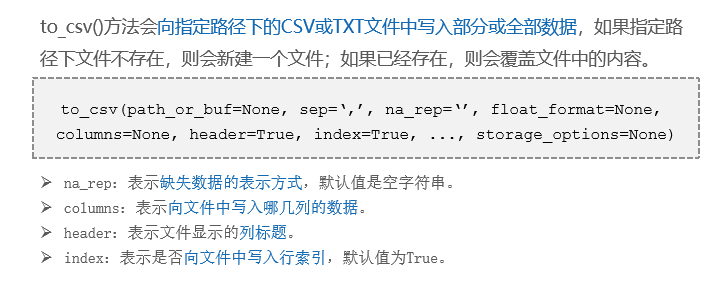 to_csv()方法会向指定路径下的CSV或TXT文件中写入部分或全部数据，如果指定路
径下文件不存在，则会新建一个文件；如果已经存在，则会覆盖文件中的内容。
to_csv(path_or_buf=None, sep=‘,’, na_rep=‘’, float_format=None,
columns=None, header=True, index=True, ..., storage_options=None)
➢ na_rep：表示缺失数据的表示方式，默认值是空字符串。
➢ columns：表示向文件中写入哪几列的数据。
➢ header：表示文件显示的列标题。
➢ index：表示是否向文件中写入行索引，默认值为True。